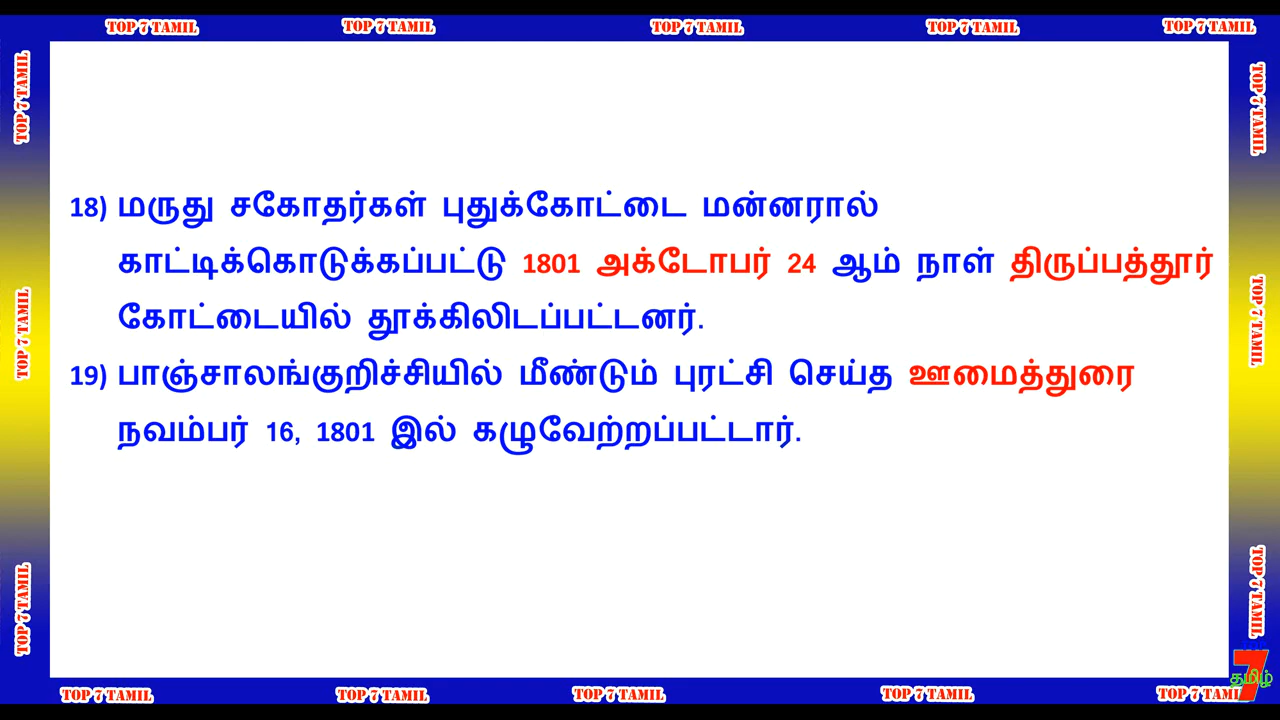 TOP 7 TAMIL TOP 7 TAMIL TOP 7 TAMIL TOP 7 TAMIL TOP 7 TAMIL
TOP 7 TAMIL
TOP 7 TAMIL
TOP 7 TAMIL
TOP 7 TAMIL
TOP 7 TAMIL
TOP 7 TAMIL
18) மருது சகோதர்கள் புதுக்கோட்டை மன்னரால்
காட்டிக்கொடுக்கப்பட்டு 1801 அக்டோபர் 24 ஆம் நாள் திருப்பத்தூர்
கோட்டையில் தூக்கிலிடப்பட்டனர்.
19) பாஞ்சாலங்குறிச்சியில் மீண்டும் புரட்சி செய்த ஊமைத்துரை
நவம்பர் 16, 1801 இல் கழுவேற்றப்பட்டார்.
7
தமிழ்
TOP 7 TAMIL TOP 7 TAMIL TOP 7 TAMIL TOP 7 TAMIL TOP 7 TAMIL